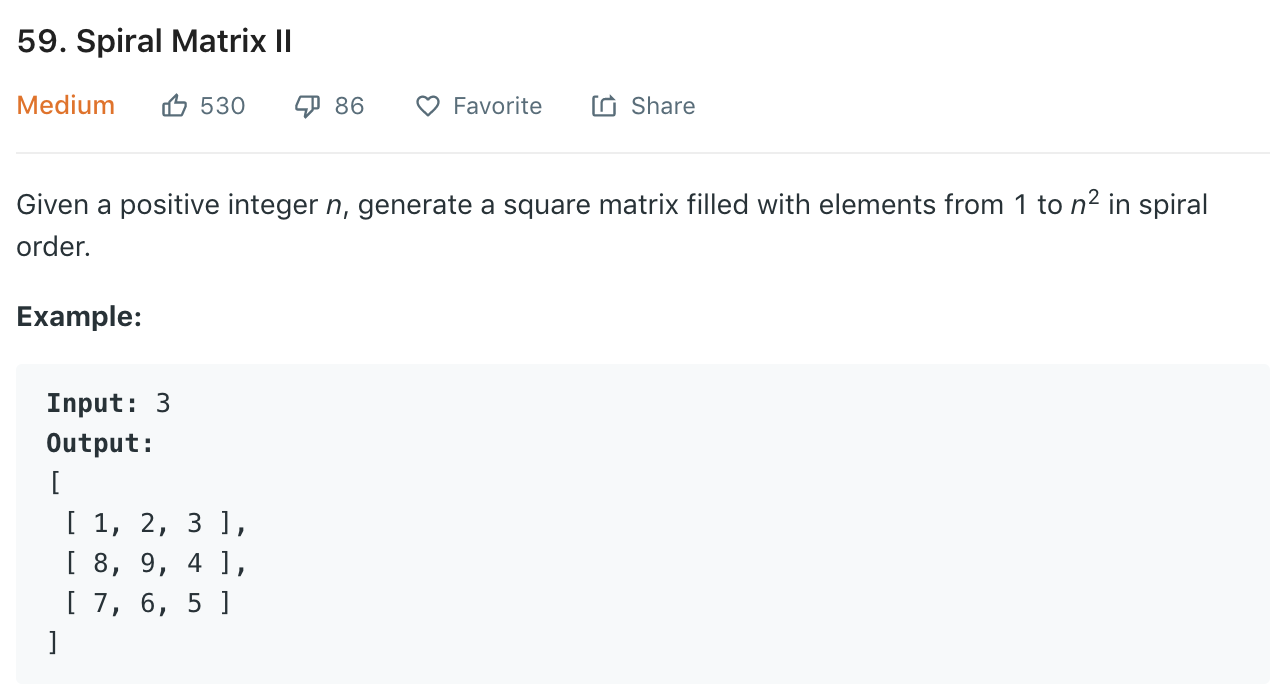 59. Spiral Matrix II
Medium 530 86 Favorite Share
Given a positive integer n, generate a square matrix filled with elements from 1 to n² in spiral
order.
Example:
Input: 3
Output:
[
 [ 1, 2, 3 ],
 [ 8, 9, 4 ],
 [ 7, 6, 5 ]
]